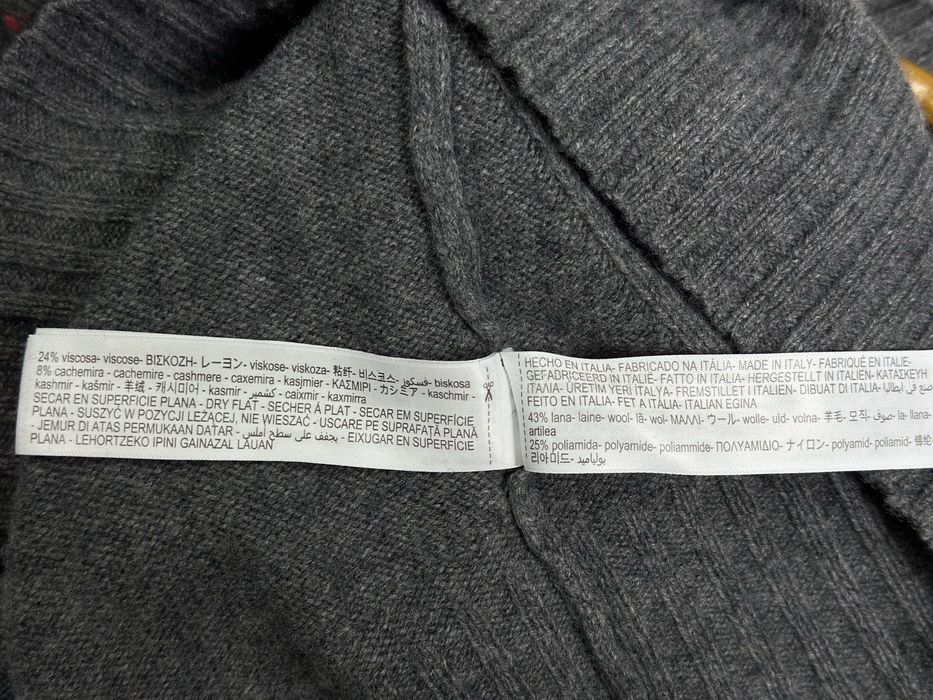 24% viscosa- viscose- ΒΙΣΚΟΖΗ- レーヨン- viskose- viskoza- 粘纤- 비스코스- فسكوز- biskosa
8% cachemira - cachemire - cashmere - caxemira - kasjmier - ΚΑΣΜΙΡΙ - カシミア - kaschmir -
kashmir - kašmir - 羊绒 - 캐시미어 - kasmir - كشمير - caixmir - kaxmirra
SECAR EN SUPERFICIE PLANA - DRY FLAT - SÉCHER À PLAT - SECAR EM SUPERFÍCIE
PLANA - SUSZYĆ W POZYCJI LEŻĄCEJ, NIE WIESZAĆ - USCARE PE SUPRAFAȚĂ PLANĂ
- JEMUR DI ATAS PERMUKAAN DATAR - يجفف على سطح أملس - EIXUGAR EN SUPERFÍCIE
PLANA - LEHORTZEKO IPINI GAINAZAL LAUAN
HECHO EN ITALIA- FABRICADO NA ITÁLIA- MADE IN ITALY- FABRIQUÉ EN ITALIE-
GEFABRICEERD IN ITALIË- FATTO IN ITALIA- HERGESTELLT IN ITALIEN- ΚΑΤΑΣΚΕΥΗ
ΙΤΑΛΙΑ- ÜRETİM YERİ İTALYA- FREMSTILLET I ITALIEN- DIBUAT DI ITALIA- صنع في ايطاليا
FEITO EN ITALIA- FET A ITÀLIA- ITALIAN EGINA
43% lana- laine- wool- lã- wol- ΜΑΛΛΙ- ウール- wolle- uld- volna- 羊毛- 모직- صوف- la- llana-
artilea
25% poliamida- polyamide- poliammide- ΠΟΛΥΑΜΙΔΙΟ- ナイロン- polyamid- poliamid- 锦纶-
리아미드- بوليأميد